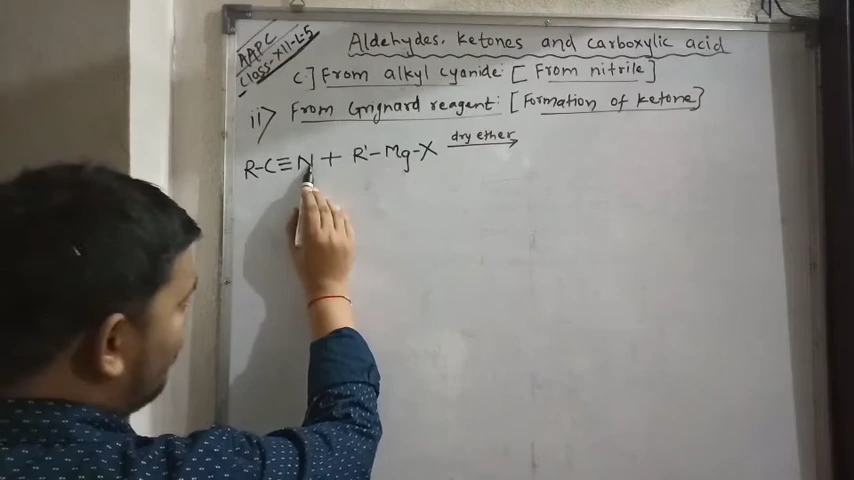 AAPC
Class-XII-L-5
Aldehydes, ketones and carboxylic acid
c] From alkyl cyanide: [From nitrile]
ii> From Grignard reagent: [Formation of ketone]
R-C≡N + R'-Mg-X dry ether →